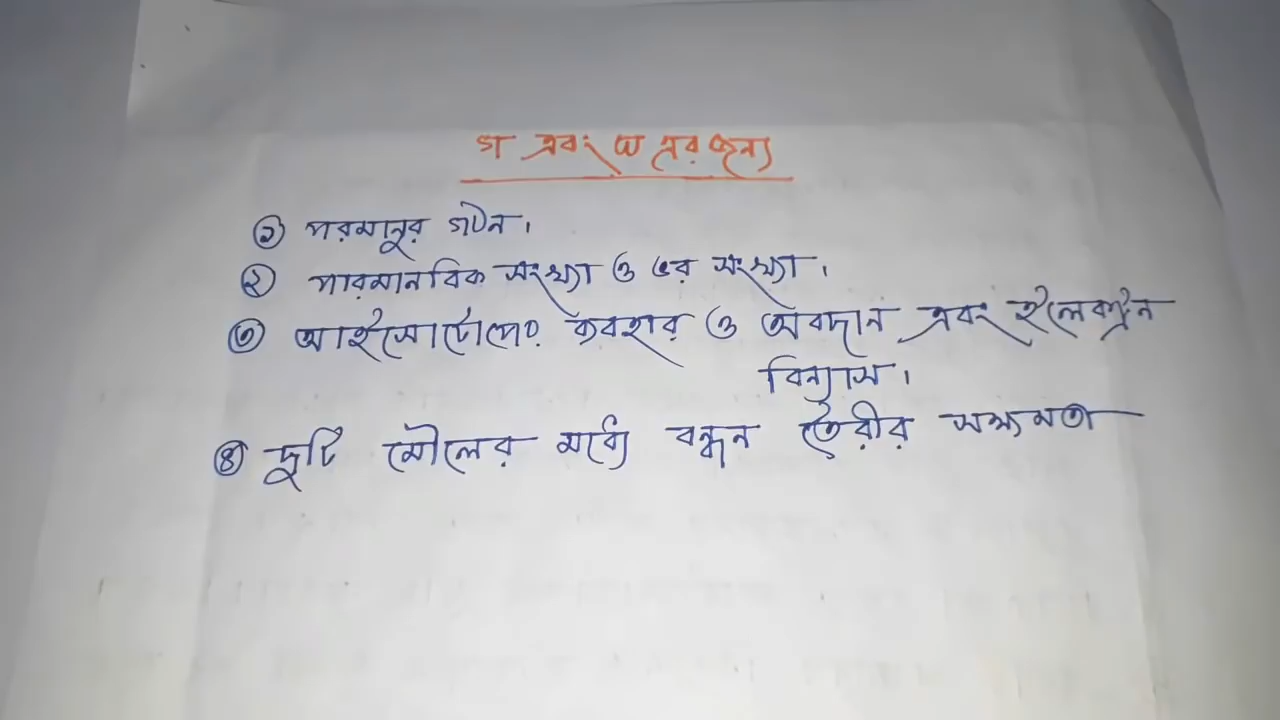 গ এবং ঘ এর জন্য
১ পরমানুর গঠন।
২ পারমানবিক সংখ্যা ও ভর সংখ্যা।
৩ আইসোটোপের ব্যবহার ও অবদান এবং ইলেকট্রন
বিন্যাস।
৪ দুটি মৌলের মধ্যে বন্ধন তৈরীর সক্ষমতা